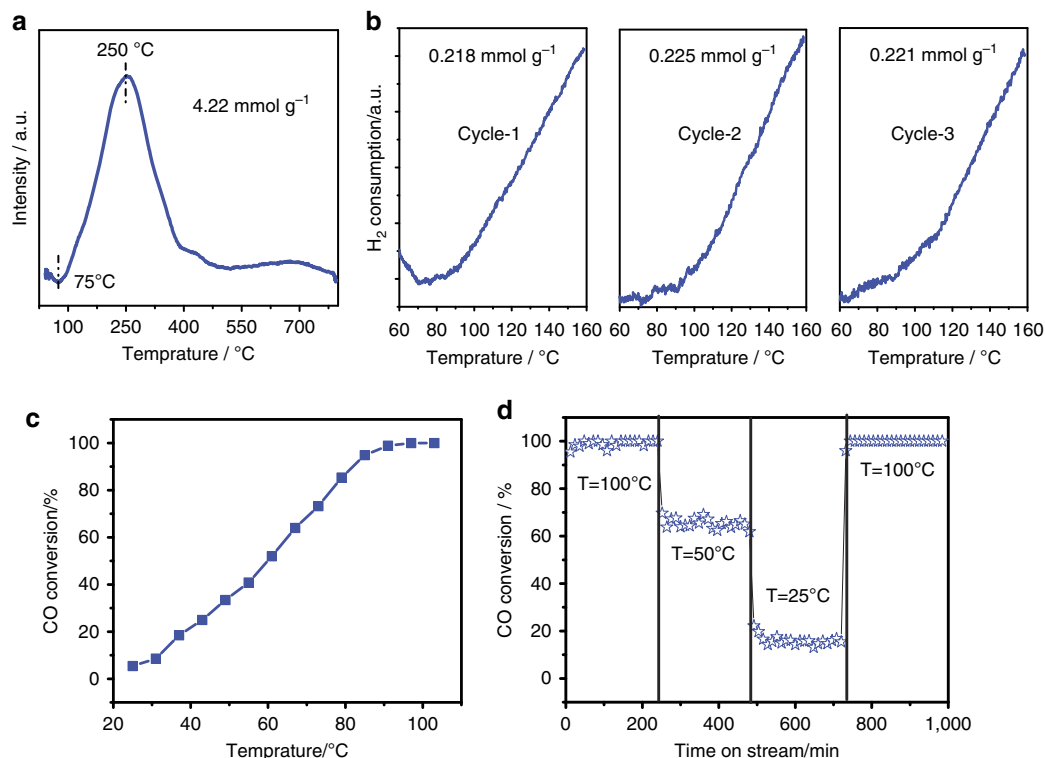 a
250 °C
4.22 mmol g⁻¹
75°C
Intensity / a.u.
100 250 400 550 700
Temprature / °C
b
0.218 mmol g⁻¹
Cycle-1
H₂ consumption/a.u.
60 80 100 120 140 160
Temprature / °C
0.225 mmol g⁻¹
Cycle-2
60 80 100 120 140 160
Temprature / °C
0.221 mmol g⁻¹
Cycle-3
60 80 100 120 140 160
Temprature / °C
c
100
80
60
40
20
0
CO conversion/%
20 40 60 80 100
Temprature/°C
d
100
80
60
40
20
0
CO conversion / %
T=100°C
T=50°C
T=25°C
T=100°C
0 200 400 600 800 1,000
Time on stream/min